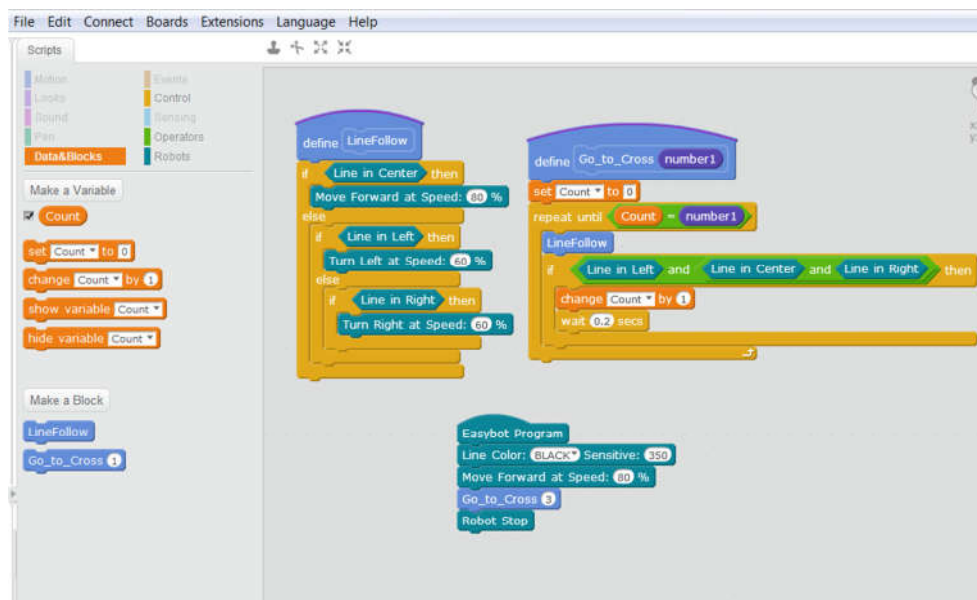 File Edit Connect Boards Extensions Language Help
Scripts
Motion
Events
Looks
Control
Sound
Sensing
Pen
Operators
Data&Blocks
Robots
Make a Variable
Count
set Count to 0
change Count by 1
show variable Count
hide variable Count
Make a Block
LineFollow
Go_to_Cross 1
define LineFollow
if Line in Center then
Move Forward at Speed: 80 %
else
if Line in Left then
Turn Left at Speed: 60 %
else
if Line in Right then
Turn Right at Speed: 60 %
define Go_to_Cross number1
set Count to 0
repeat until Count = number1
LineFollow
if Line in Left and Line in Center and Line in Right then
change Count by 1
wait 0.2 secs
Easybot Program
Line Color: BLACK Sensitive: 350
Move Forward at Speed: 80 %
Go_to_Cross 3
Robot Stop